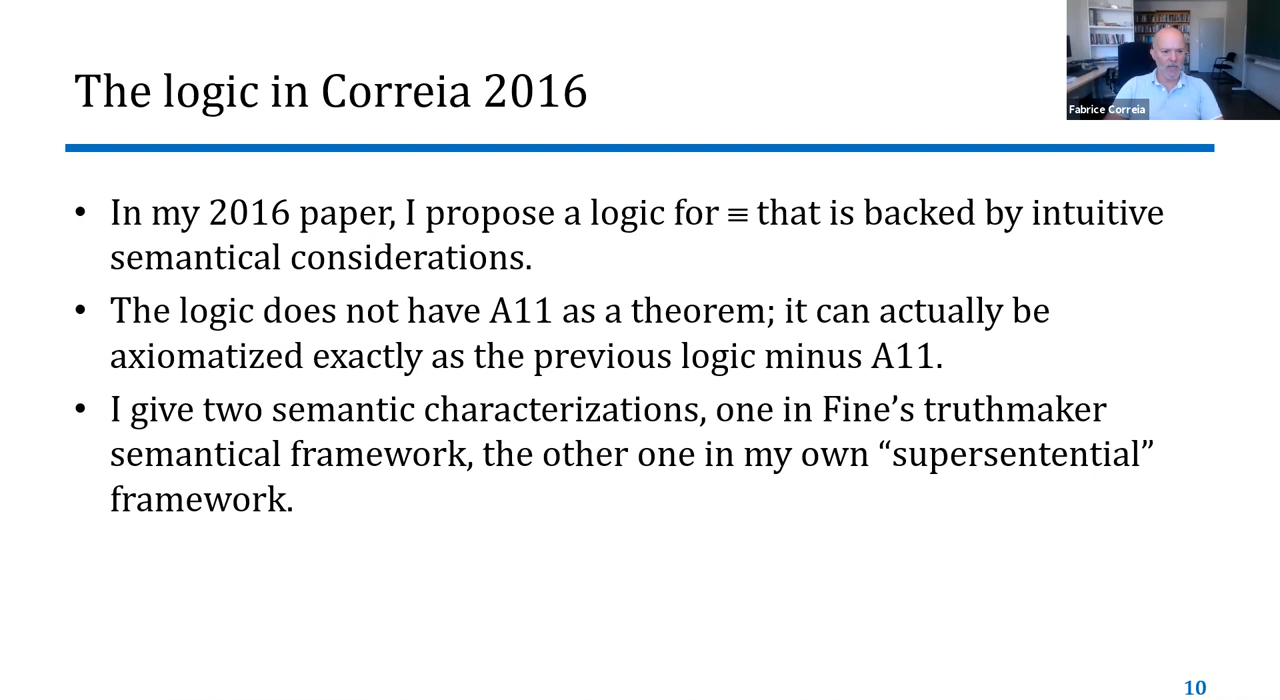 The logic in Correia 2016
Fabrice Correia
• In my 2016 paper, I propose a logic for ≡ that is backed by intuitive
semantical considerations.
• The logic does not have A11 as a theorem; it can actually be
axiomatized exactly as the previous logic minus A11.
• I give two semantic characterizations, one in Fine’s truthmaker
semantical framework, the other one in my own “supersentential”
framework.
10